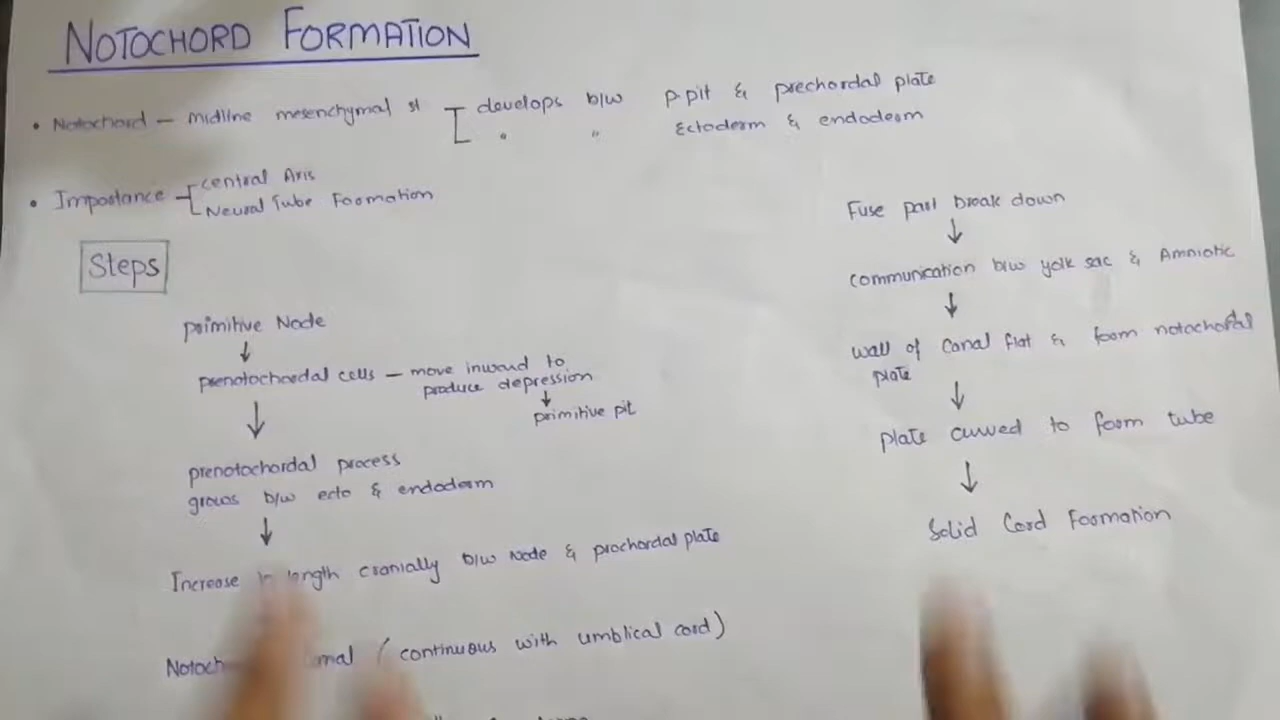 NOTOCHORD FORMATION
• Notochord — midline mesenchymal st develops b/w p.pit & prechordal plate
" " Ectoderm & endoderm
• Importance central Axis
Neural Tube Formation
Steps
primitive Node
↓
prenotochordal cells — move inward to
produce depression
↓
primitive pit
↓
prenotochordal process
grows b/w ecto & endoderm
↓
Increase in length cranially b/w Node & prochordal plate
(continuous with umblical cord)
Fuse part break down
↓
communication b/w yolk sac & Amniotic
↓
wall of canal flat & form notochordal
plate
↓
plate curved to form tube
↓
Solid Cord Formation